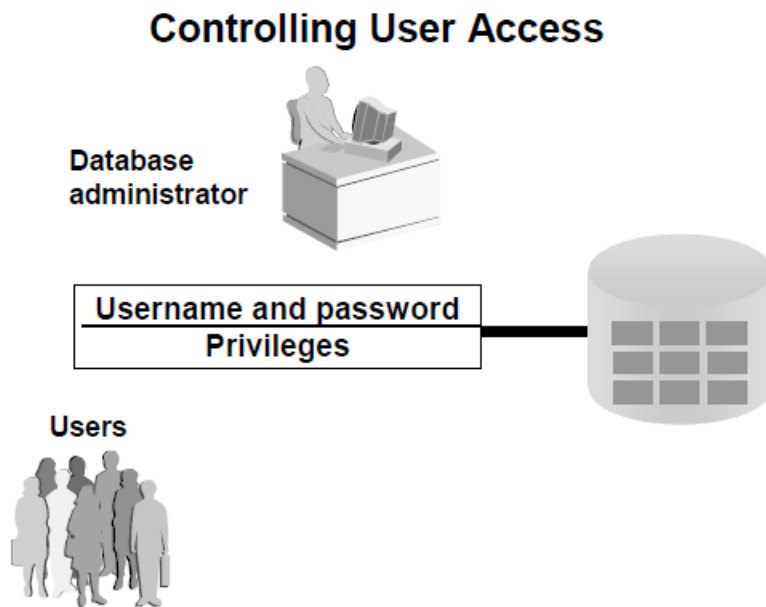 Controlling User Access
Database
administrator
Username and password
Privileges
Users